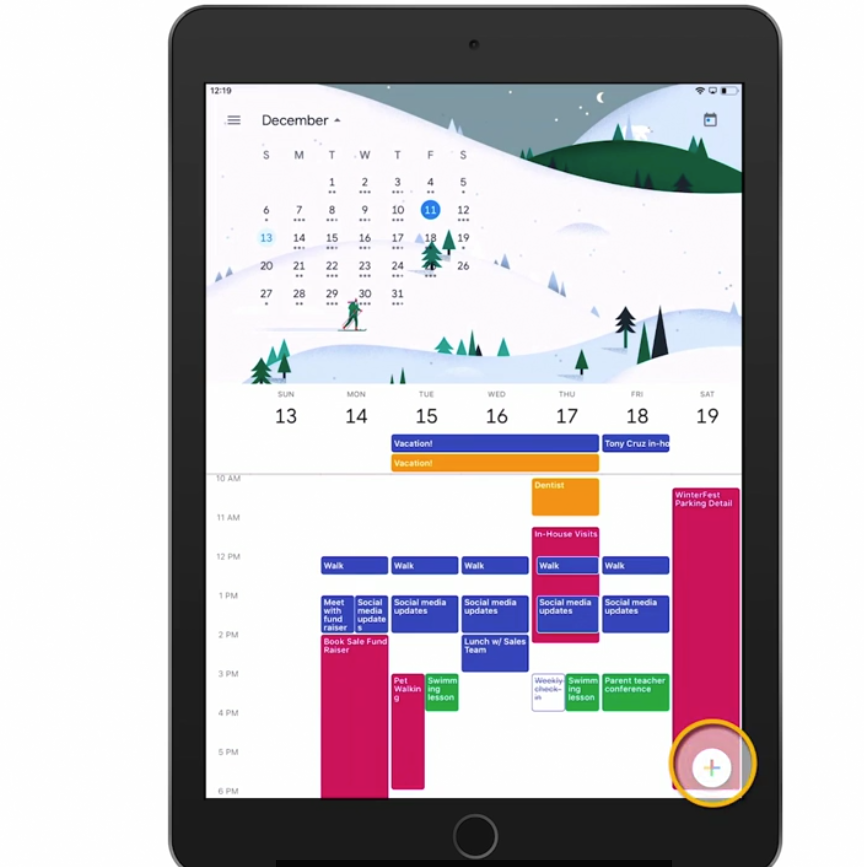 12:19
December
S M T W T F S
1 2 3 4 5
6 7 8 9 10 11 12
13 14 15 16 17 18 19
20 21 22 23 24 26
27 28 29 30 31
SUN MON TUE WED THU FRI SAT
13 14 15 16 17 18 19
Vacation! Tony Cruz in-ho
Vacation!
10 AM
Dentist
WinterFest
Parking Detail
11 AM
In-House Visits
12 PM
Walk Walk Walk Walk Walk
1 PM
Meet
with
fund
raiser
Social
media
update
s
Social media
updates
Social media
updates
Social media
updates
Social media
updates
2 PM
Book Sale Fund
Raiser
Lunch w/ Sales
Team
3 PM
Pet
Walkin
g
Swimm
ing
lesson
Weekly
check-
in
Swimm
ing
lesson
Parent teacher
conference
4 PM
5 PM
6 PM